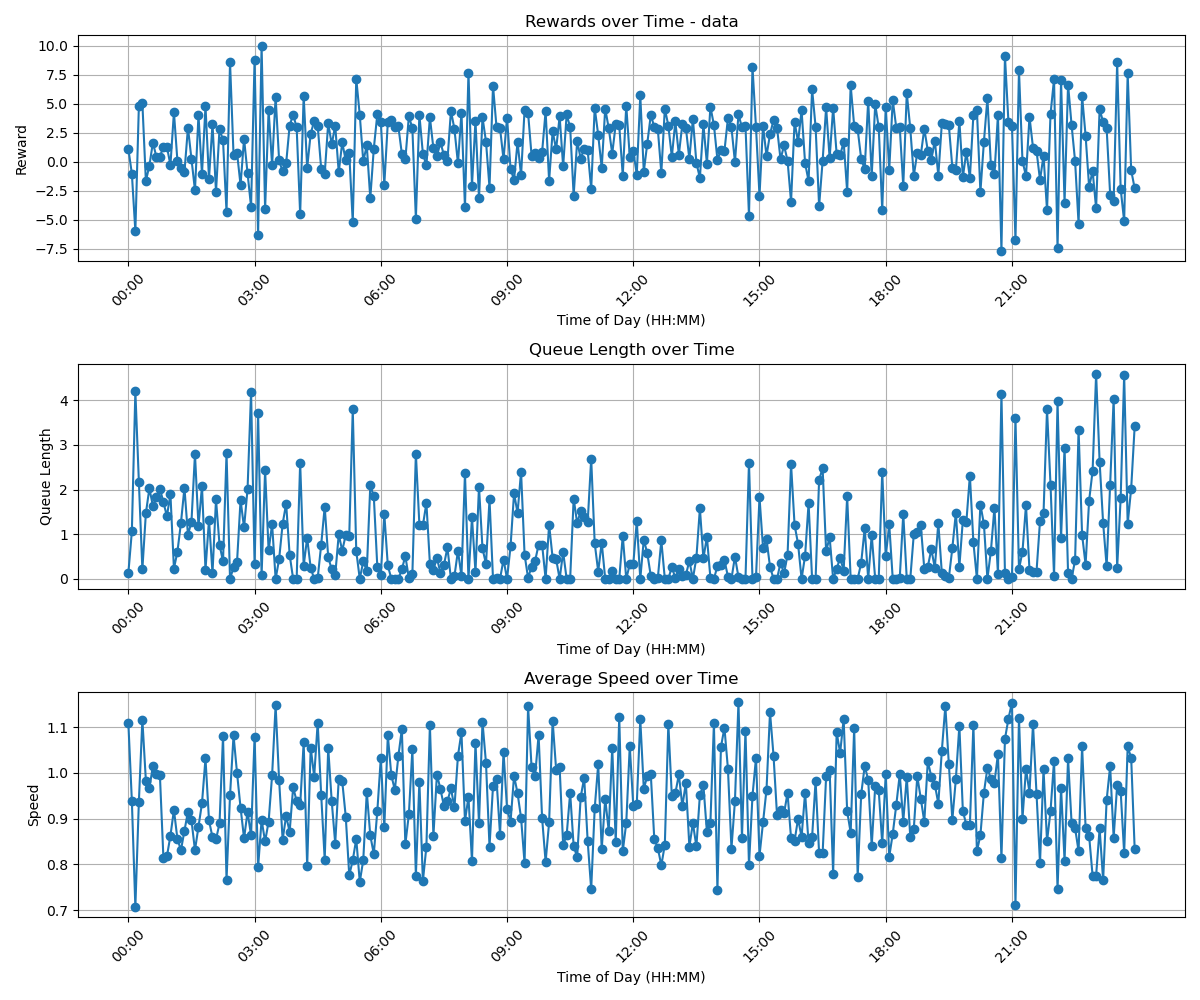 Rewards over Time - data
Reward
10.0
7.5
5.0
2.5
0.0
−2.5
−5.0
−7.5
00:00 03:00 06:00 09:00 12:00 15:00 18:00 21:00
Time of Day (HH:MM)
Queue Length over Time
Queue Length
4
3
2
1
0
00:00 03:00 06:00 09:00 12:00 15:00 18:00 21:00
Time of Day (HH:MM)
Average Speed over Time
Speed
1.1
1.0
0.9
0.8
0.7
00:00 03:00 06:00 09:00 12:00 15:00 18:00 21:00
Time of Day (HH:MM)